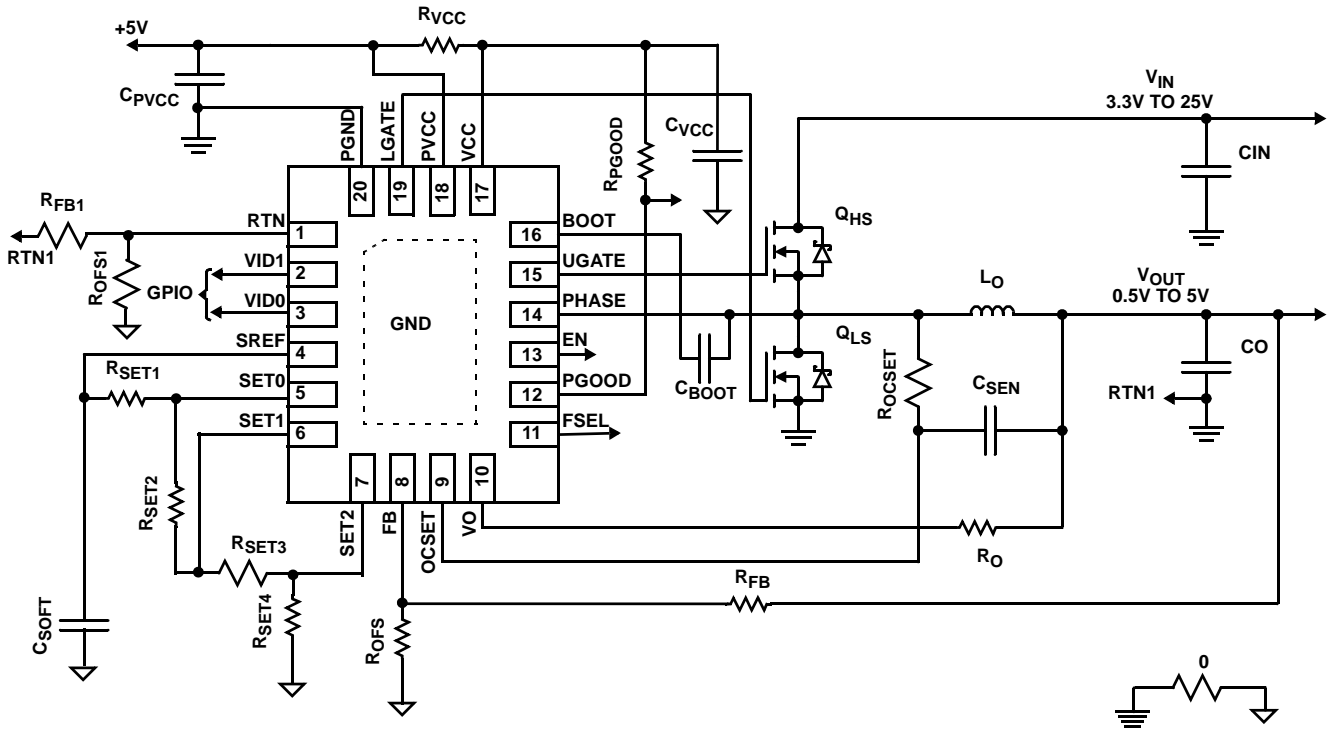 +5V
RVCC
CPVCC
VIN
3.3V TO 25V
PGND
LGATE
PVCC
VCC
RPGOOD
CVCC
CIN
20
19
18
17
RFB1
RTN1
ROFS1
RTN
1
VID1
2
GPIO
VID0
3
SREF
4
RSET1
SET0
5
SET1
6
GND
16
BOOT
15
UGATE
14
PHASE
13
EN
12
PGOOD
11
FSEL
QHS
QLS
CBOOT
LO
VOUT
0.5V TO 5V
ROCSET
CSEN
CO
RTN1
7
8
9
10
SET2
FB
OCSET
VO
RSET2
RSET3
RSET4
RO
RFB
CSOFT
ROFS
0